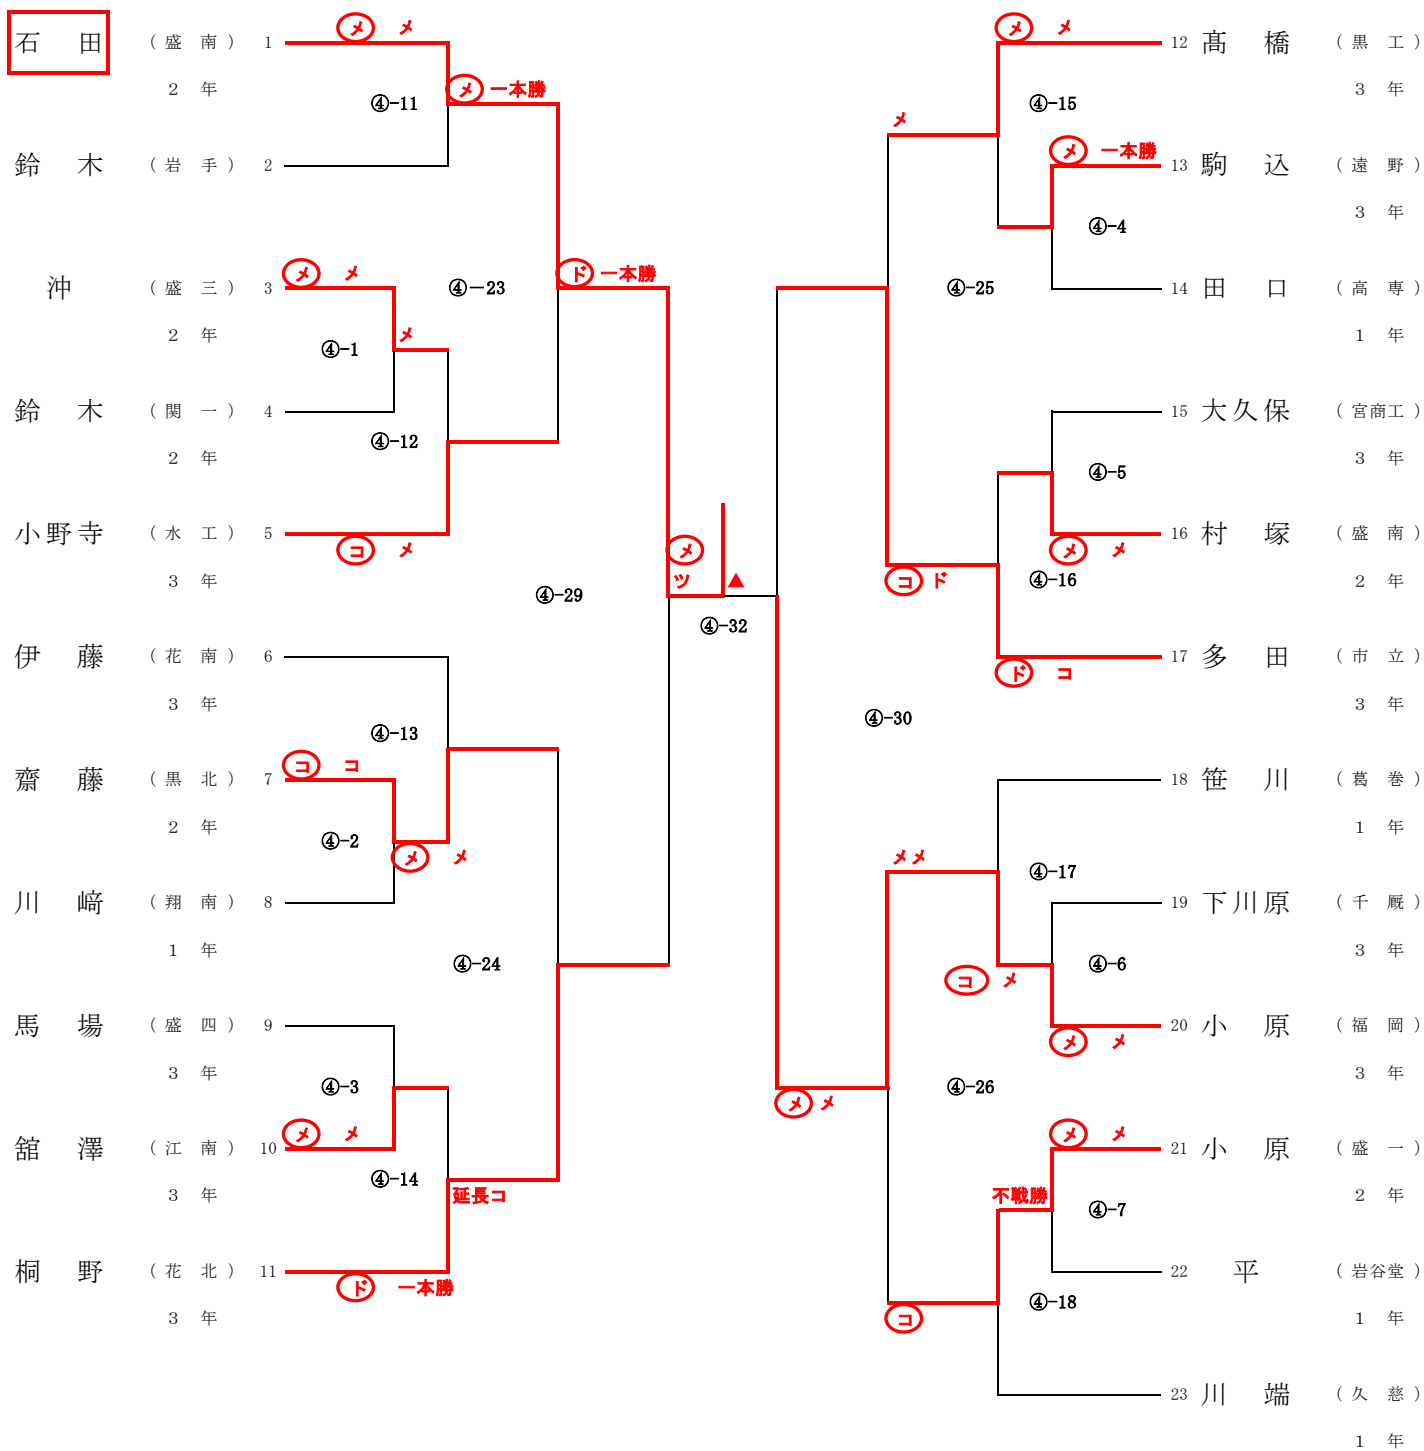 石 田 ( 盛 南 ) 1 メ メ
2 年
④-11 メ 一本勝
鈴 木 ( 岩 手 ) 2
沖 ( 盛 三 ) 3 メ メ
2 年
④-1 メ
④－23 ド 一本勝
鈴 木 ( 関 一 ) 4
2 年
④-12
小野寺 ( 水 工 ) 5 コ メ
3 年
④-29
伊 藤 ( 花 南 ) 6
3 年
④-13
齋 藤 ( 黒 北 ) 7 コ コ
2 年
④-2 メ メ
川 﨑 ( 翔 南 ) 8
1 年
④-24
馬 場 ( 盛 四 ) 9
3 年
④-3
舘 澤 ( 江 南 ) 10 メ メ
3 年
④-14 延長コ
桐 野 ( 花 北 ) 11 ド 一本勝
3 年
メ
ツ ▲
④-32
メ メ 12 髙 橋 ( 黒 工 )
3 年
④-15
メ
メ 一本勝 13 駒 込 ( 遠 野 )
3 年
④-4
④-25
14 田 口 ( 高 専 )
1 年
15 大久保 ( 宮商工 )
3 年
④-5
16 村 塚 ( 盛 南 )
メ メ
2 年
④-16
コ ド
17 多 田 ( 市 立 )
ド コ
3 年
④-30
18 笹 川 ( 葛 巻 )
1 年
メメ
④-17
19 下川原 ( 千 厩 )
3 年
④-6
コ メ
20 小 原 ( 福 岡 )
メ メ
3 年
④-26
メ メ
メ メ 21 小 原 ( 盛 一 )
2 年
不戦勝
④-7
22 平 ( 岩谷堂 )
1 年
④-18
コ
23 川 端 ( 久 慈 )
1 年